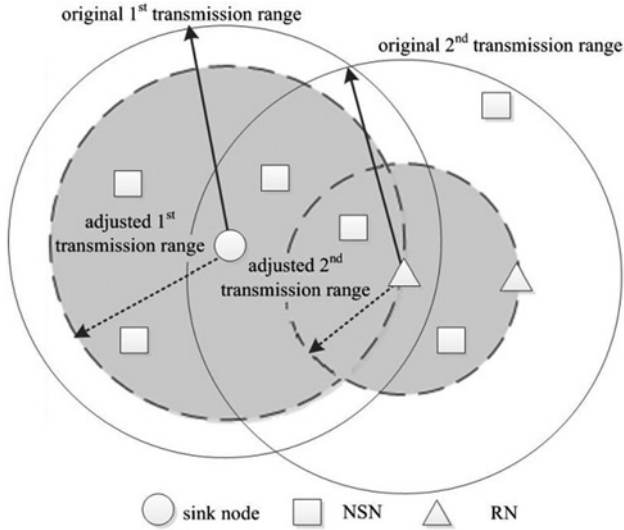 original 1st transmission range
original 2nd transmission range
adjusted 1st
transmission range
adjusted 2nd
transmission range
sink node
NSN
RN